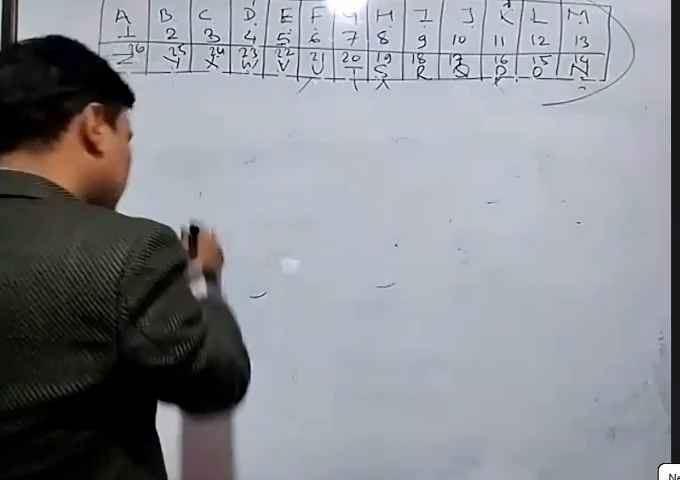 A B C D E F G H I J K L M
1 2 3 4 5 6 7 8 9 10 11 12 13
26 25 24 23 22 21 20 19 18 17 16 15 14
Z Y X W V U T S R Q P O N
Ne